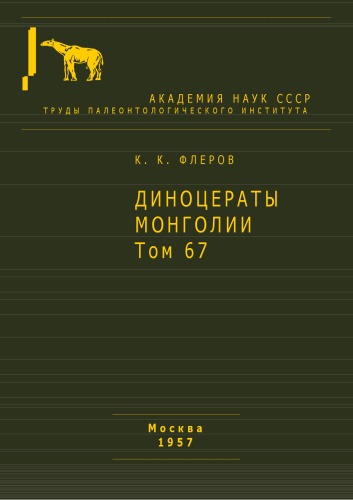 АКАДЕМИЯ НАУК СССР
ТРУДЫ ПАЛЕОНТОЛОГИЧЕСКОГО ИНСТИТУТА
К. К. ФЛЕРОВ
ДИНОЦЕРАТЫ
МОНГОЛИИ
Том 67
Москва
1957